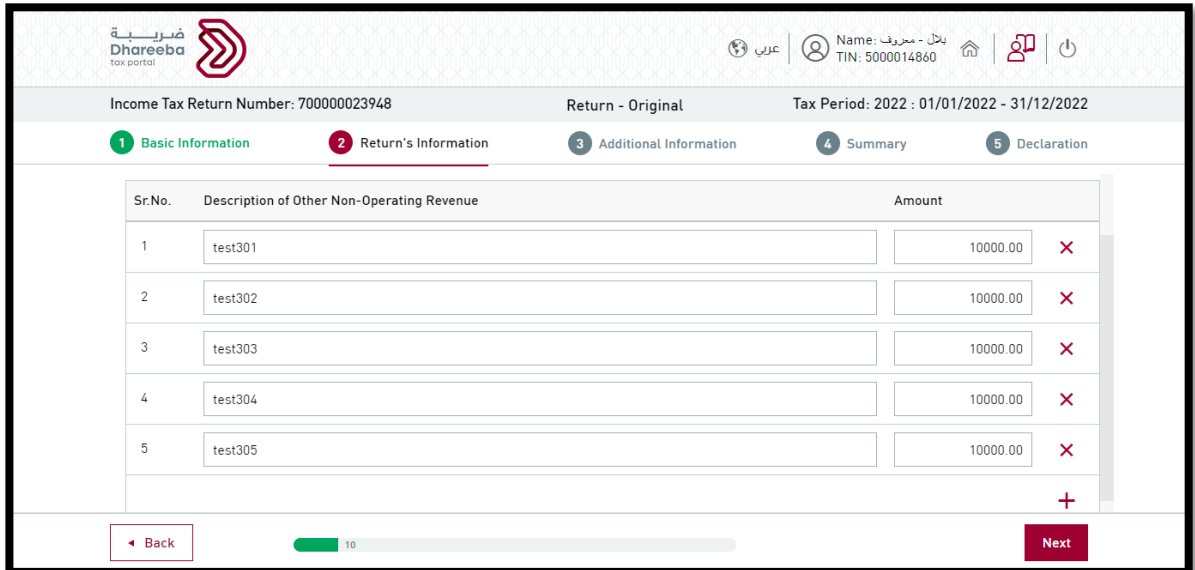 ضريبة
Dhareeba
tax portal
عربي
Name: بلال - معروف
TIN: 5000014860
Income Tax Return Number: 700000023948
Return - Original
Tax Period: 2022 : 01/01/2022 - 31/12/2022
1 Basic Information
2 Return's Information
3 Additional Information
4 Summary
5 Declaration
Sr.No. Description of Other Non-Operating Revenue Amount
1 test301 10000.00
2 test302 10000.00
3 test303 10000.00
4 test304 10000.00
5 test305 10000.00
Back
10
Next